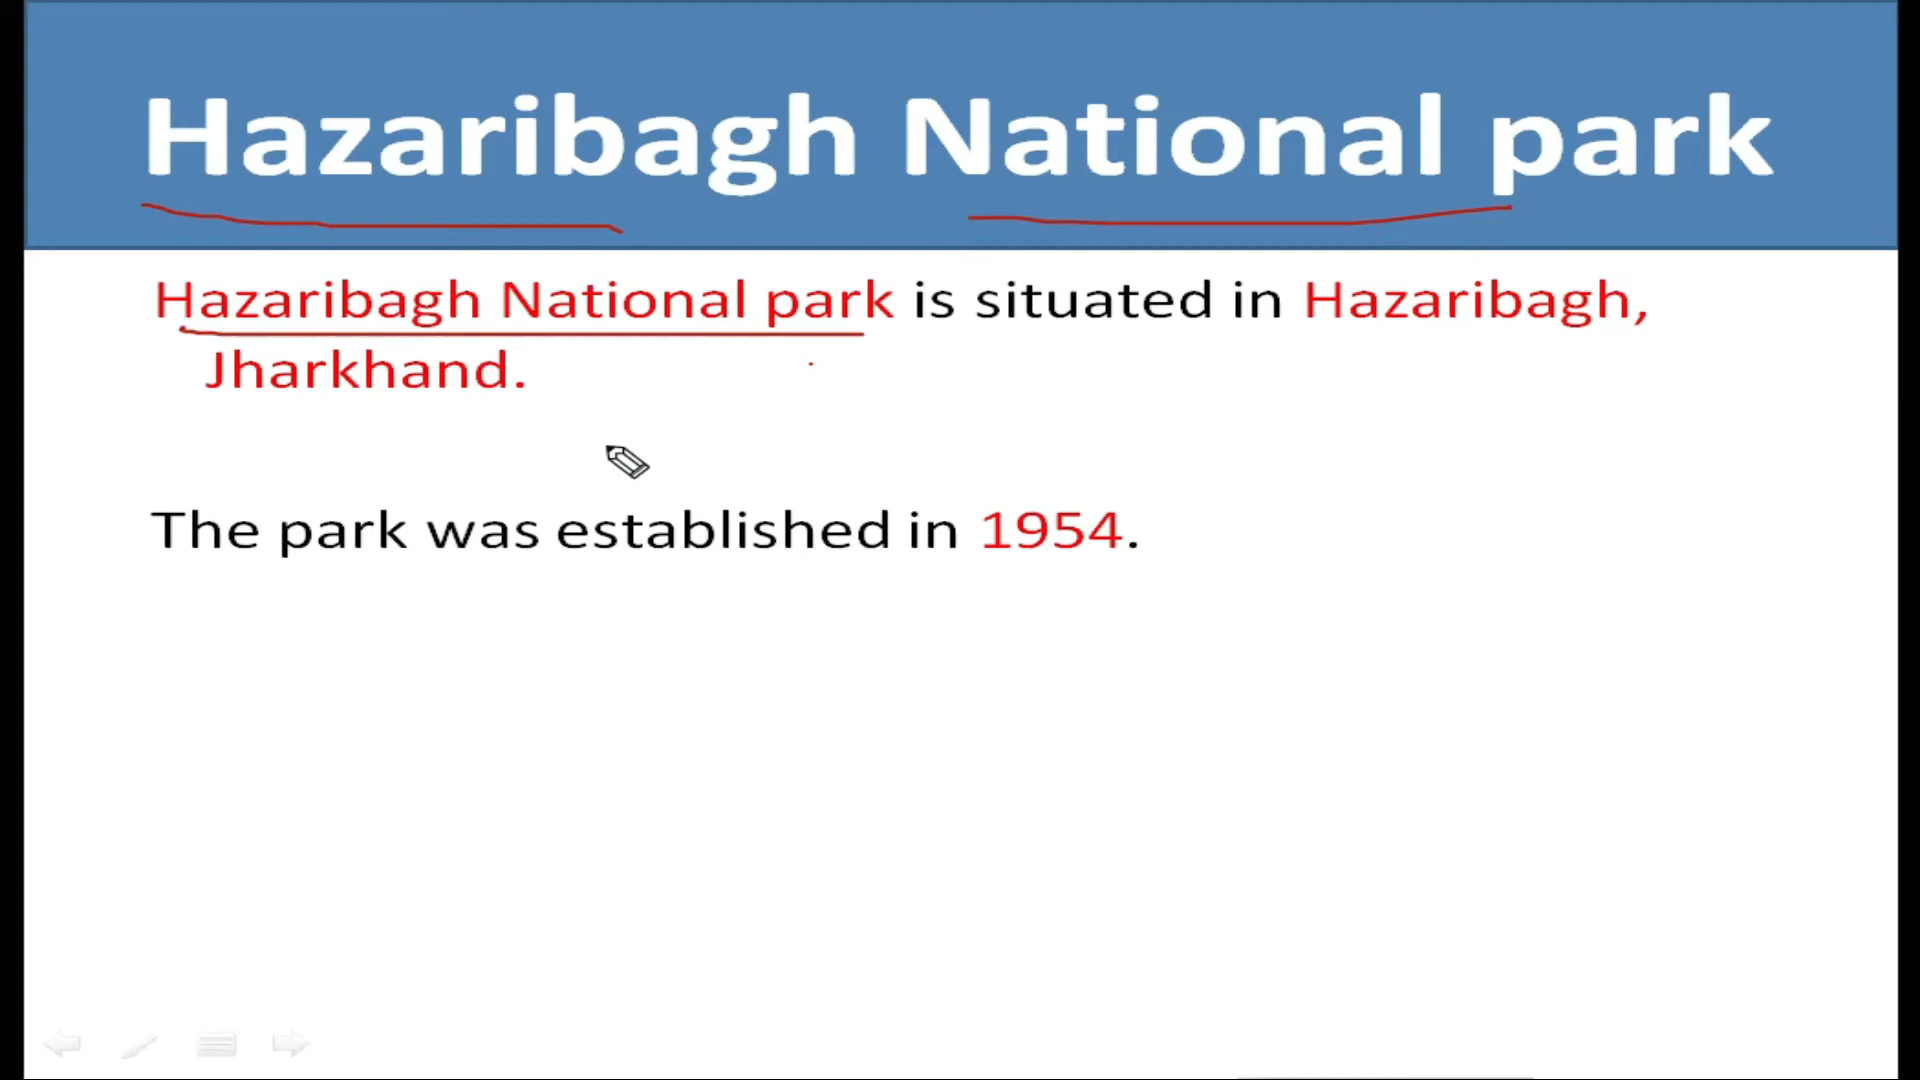 Hazaribagh National park
Hazaribagh National park is situated in Hazaribagh,
Jharkhand.
The park was established in 1954.